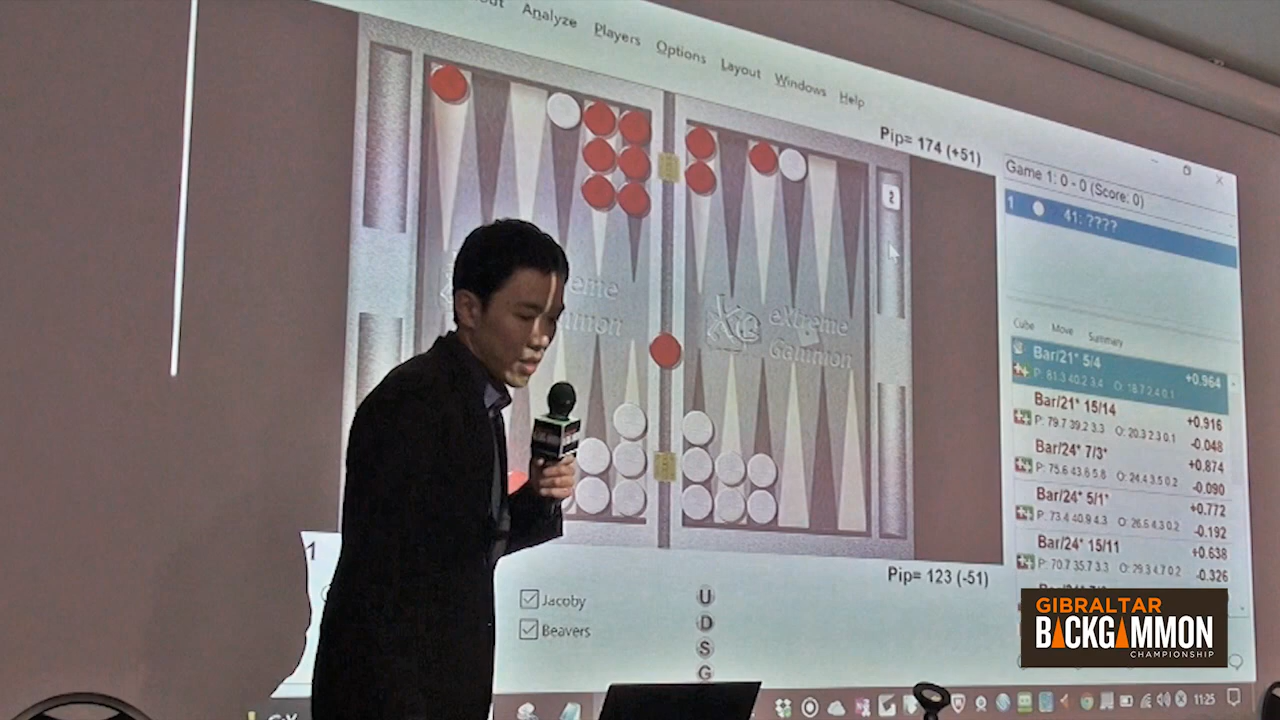 Analyze Players Options Layout Windows Help
Pip= 174 (+51)
Game 1: 0 - 0 (Score: 0)
1 41: ????
2
eXtreme
Gammon
Cube Move Summary
Bar/21* 5/4 +0.964
P: 81.3 40.2 3.4 O: 18.7 2.4 0.1
Bar/21* 15/14 +0.916
P: 79.7 39.2 3.3 O: 20.3 2.3 0.1 -0.048
Bar/24* 7/3* +0.874
P: 75.6 43.6 5.8 O: 24.4 3.5 0.2 -0.090
Bar/24* 5/1* +0.772
P: 73.4 40.9 4.3 O: 26.6 4.3 0.2 -0.192
Bar/24* 15/11 +0.638
P: 70.7 35.7 3.3 O: 29.3 4.7 0.2 -0.326
Pip= 123 (-51)
1
Jacoby
Beavers
U
D
S
G
GIBRALTAR
BACKGAMMON
CHAMPIONSHIP
11:25